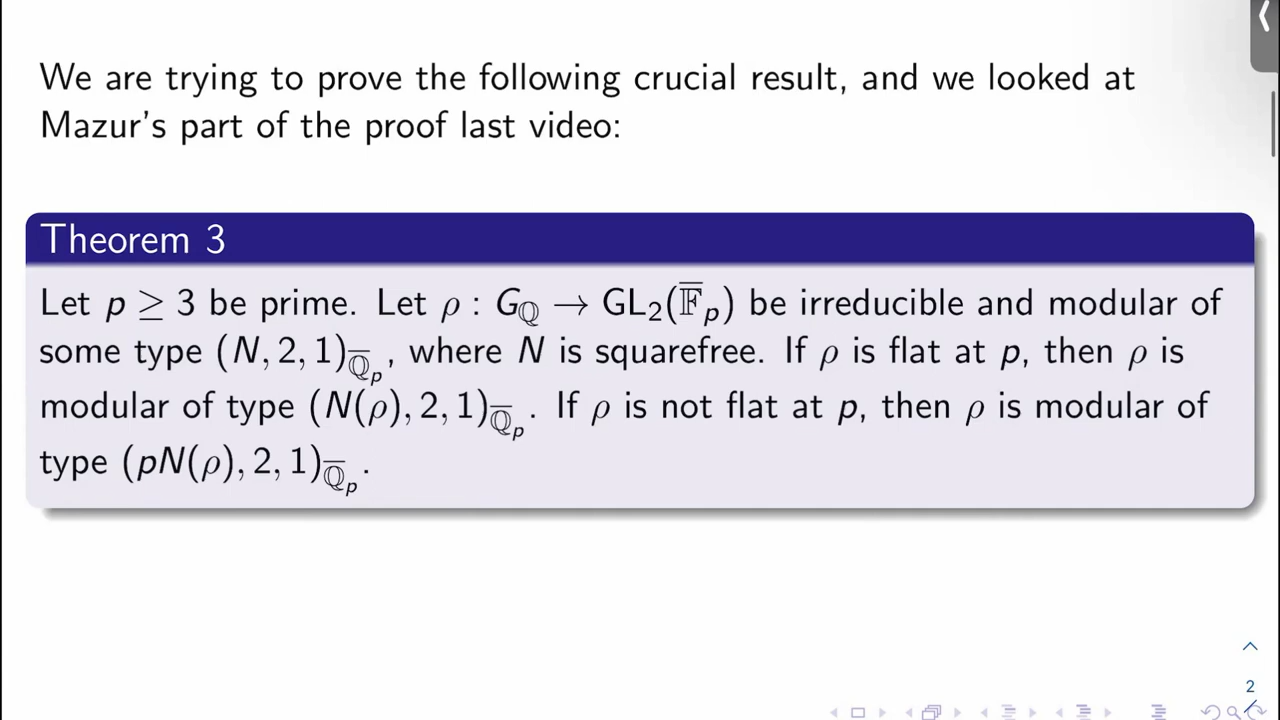 We are trying to prove the following crucial result, and we looked at
Mazur's part of the proof last video:
Theorem 3
Let p ≥ 3 be prime. Let ρ : G_ℚ → GL₂(𝔽̅_p) be irreducible and modular of
some type (N, 2, 1)_ℚ̅_p, where N is squarefree. If ρ is flat at p, then ρ is
modular of type (N(ρ), 2, 1)_ℚ̅_p. If ρ is not flat at p, then ρ is modular of
type (pN(ρ), 2, 1)_ℚ̅_p.
2